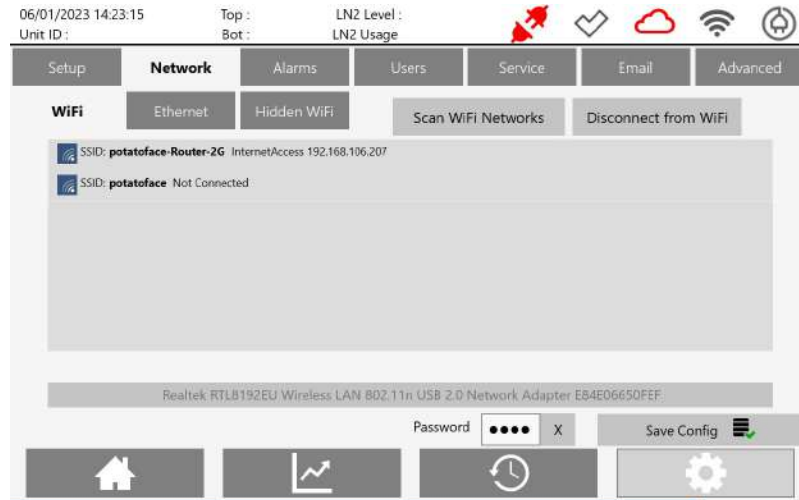 06/01/2023 14:23:15 Top : LN2 Level :
Unit ID : Bot : LN2 Usage
Setup Network Alarms Users Service Email Advanced
WiFi Ethernet Hidden WiFi Scan WiFi Networks Disconnect from WiFi
SSID: potatoface-Router-2G InternetAccess 192.168.106.207
SSID: potatoface Not Connected
Realtek RTL8192EU Wireless LAN 802.11n USB 2.0 Network Adapter E84E06650FEF
Password ●●●● X Save Config